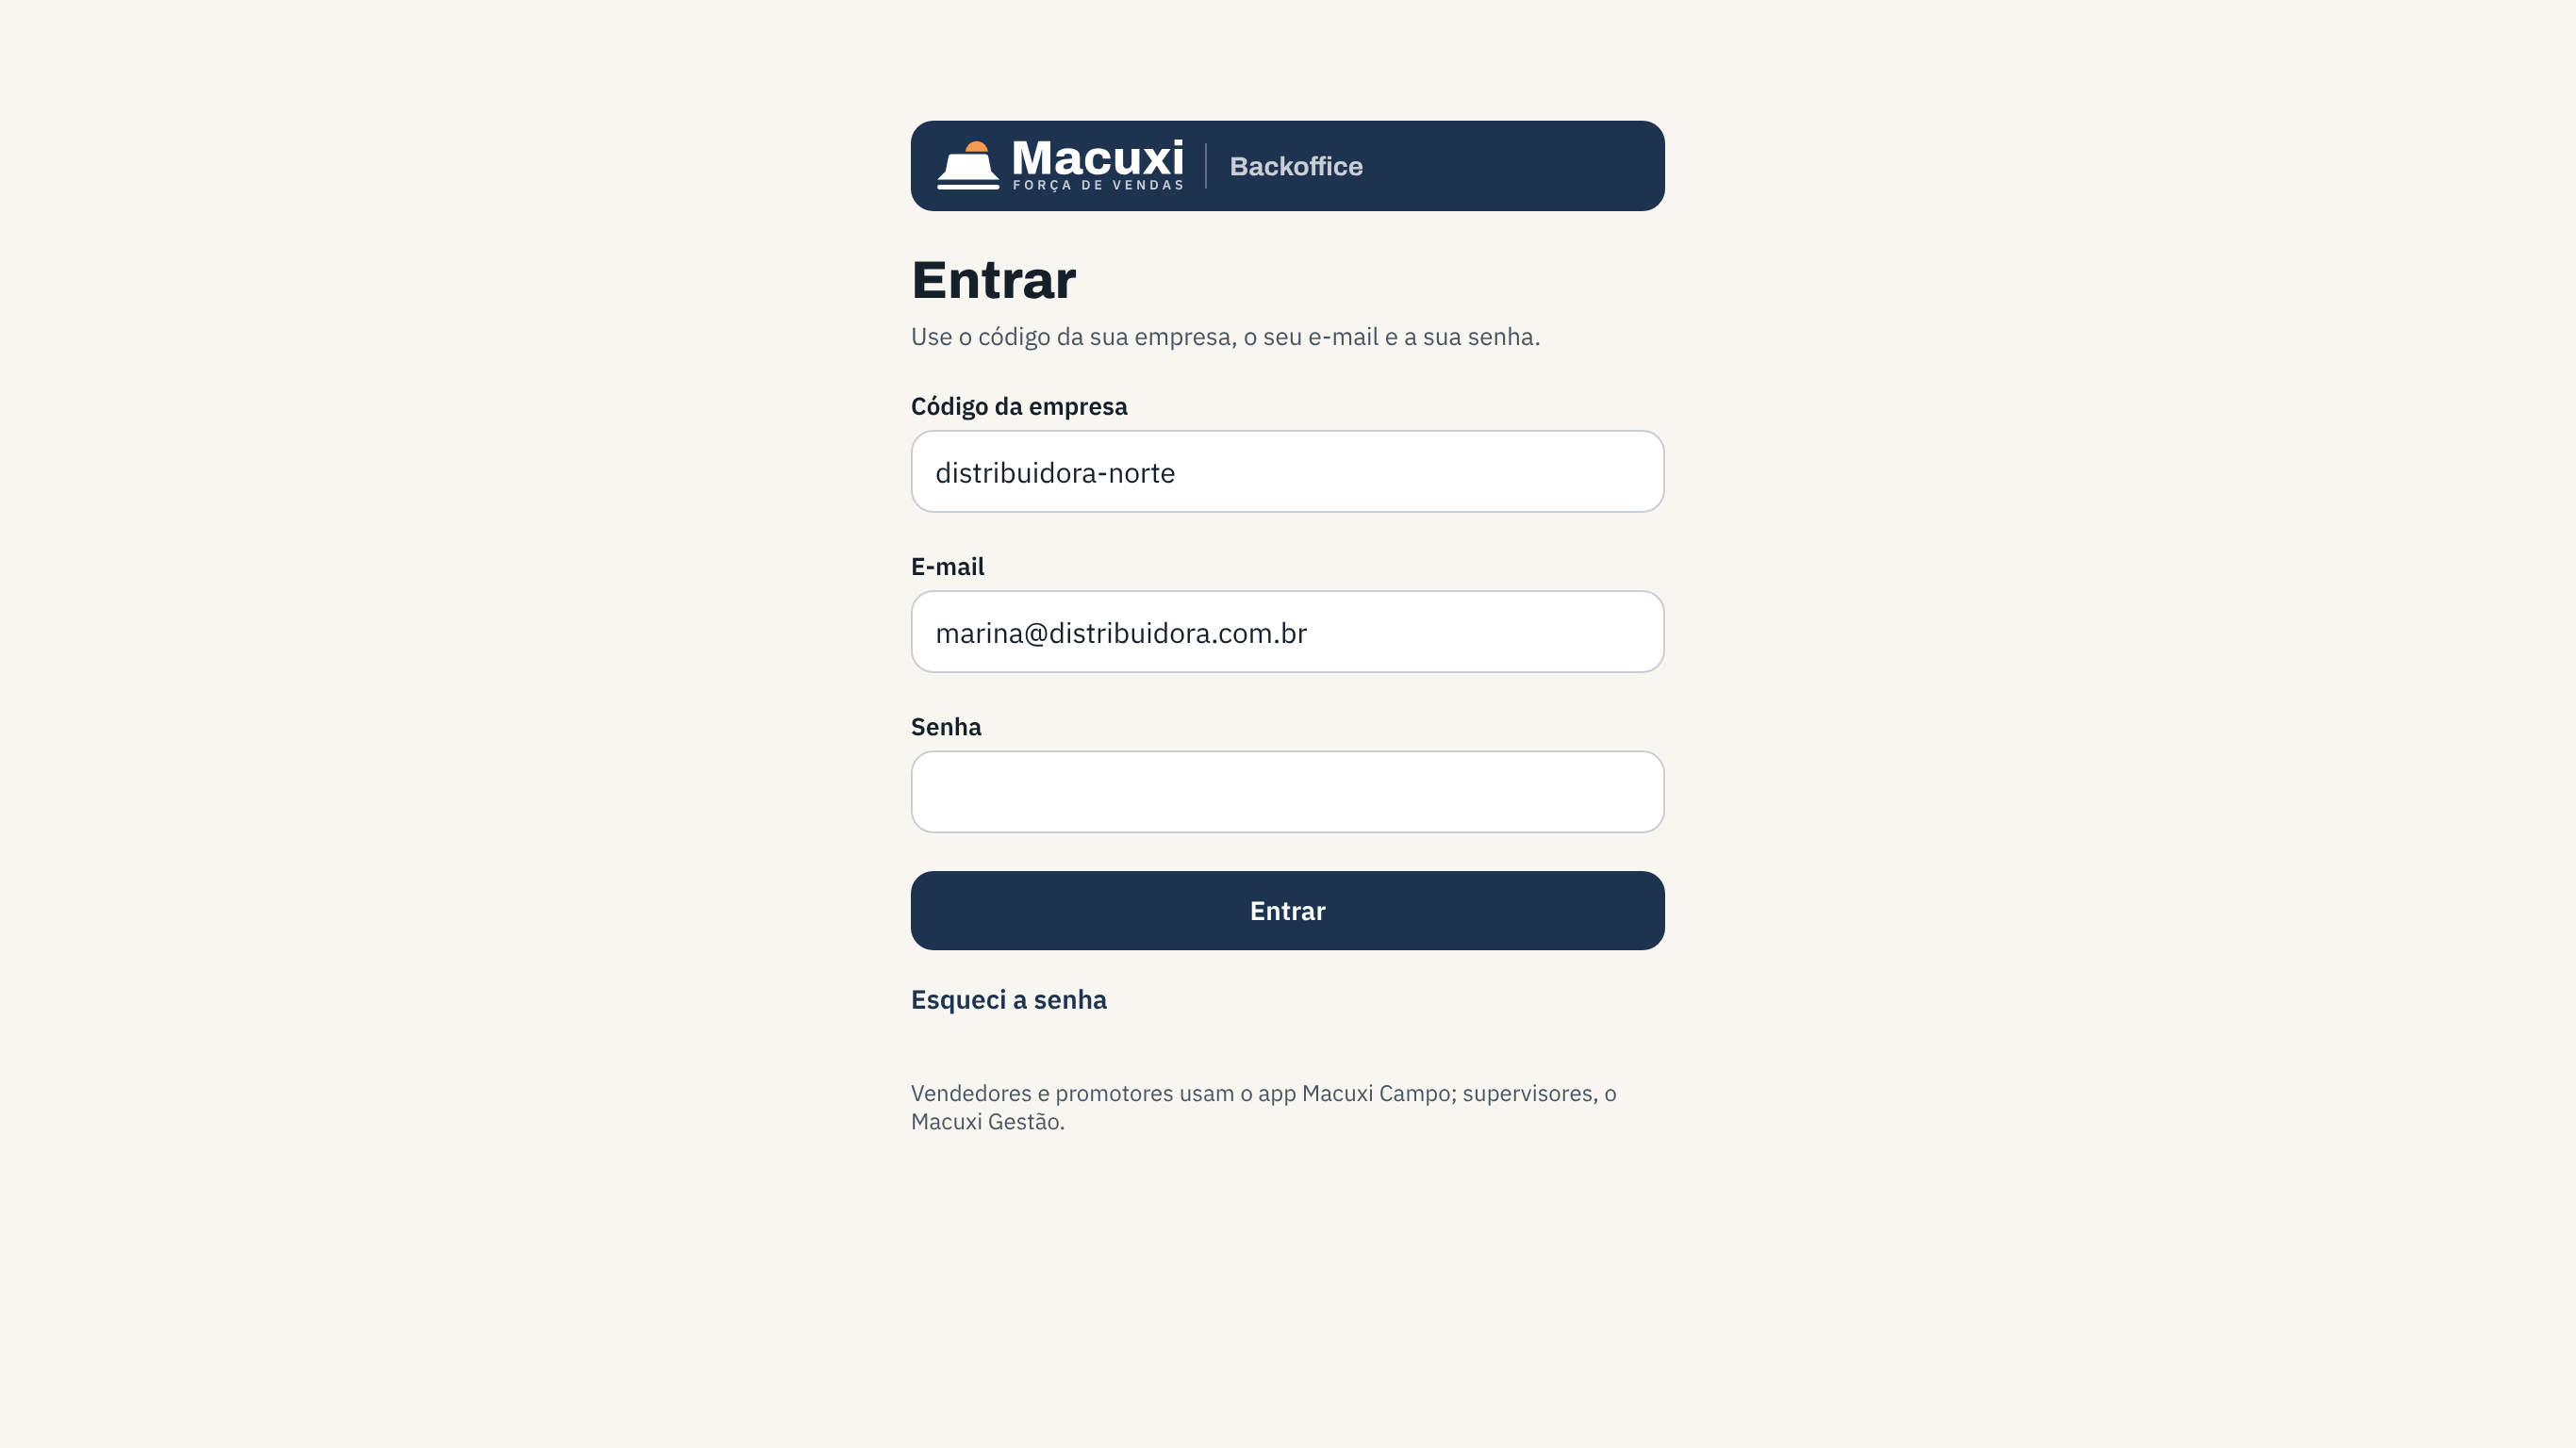 Macuxi
FORÇA DE VENDAS
Backoffice
Entrar
Use o código da sua empresa, o seu e-mail e a sua senha.
Código da empresa
distribuidora-norte
E-mail
marina@distribuidora.com.br
Senha
Entrar
Esqueci a senha
Vendedores e promotores usam o app Macuxi Campo; supervisores, o
Macuxi Gestão.